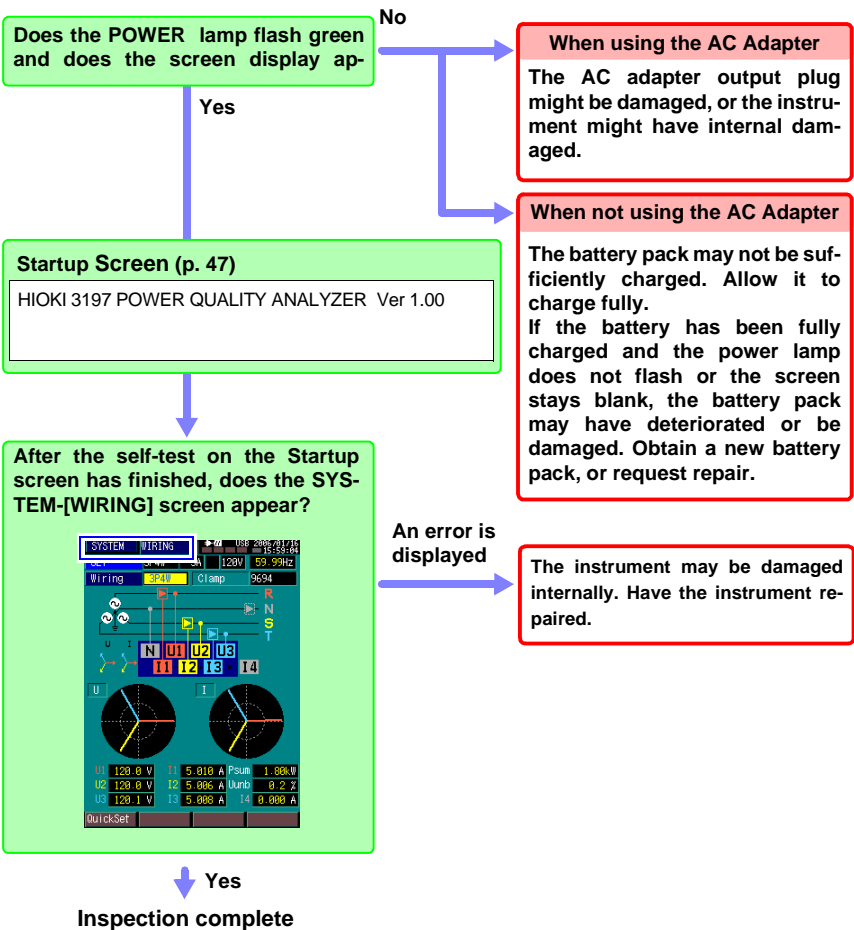 Does the POWER lamp flash green
and does the screen display ap-
No
Yes
When using the AC Adapter
The AC adapter output plug
might be damaged, or the instru-
ment might have internal dam-
aged.
When not using the AC Adapter
The battery pack may not be suf-
ficiently charged. Allow it to
charge fully.
If the battery has been fully
charged and the power lamp
does not flash or the screen
stays blank, the battery pack
may have deteriorated or be
damaged. Obtain a new battery
pack, or request repair.
Startup Screen (p. 47)
HIOKI 3197 POWER QUALITY ANALYZER Ver 1.00
After the self-test on the Startup
screen has finished, does the SYS-
TEM-[WIRING] screen appear?
An error is
displayed
The instrument may be damaged
internally. Have the instrument re-
paired.
SYSTEM WIRING USB 2006/01/16
15:59:04
120V 59.99Hz
Wiring 3P4W Clamp 9694
R
N
S
T
U I
N U1 U2 U3
I1 I2 I3 I4
U I
U1 120.0 V I1 5.010 A Psum 1.80kW
U2 120.0 V I2 5.006 A Uunb 0.2 %
U3 120.1 V I3 5.008 A I4 0.000 A
QuickSet
Yes
Inspection complete